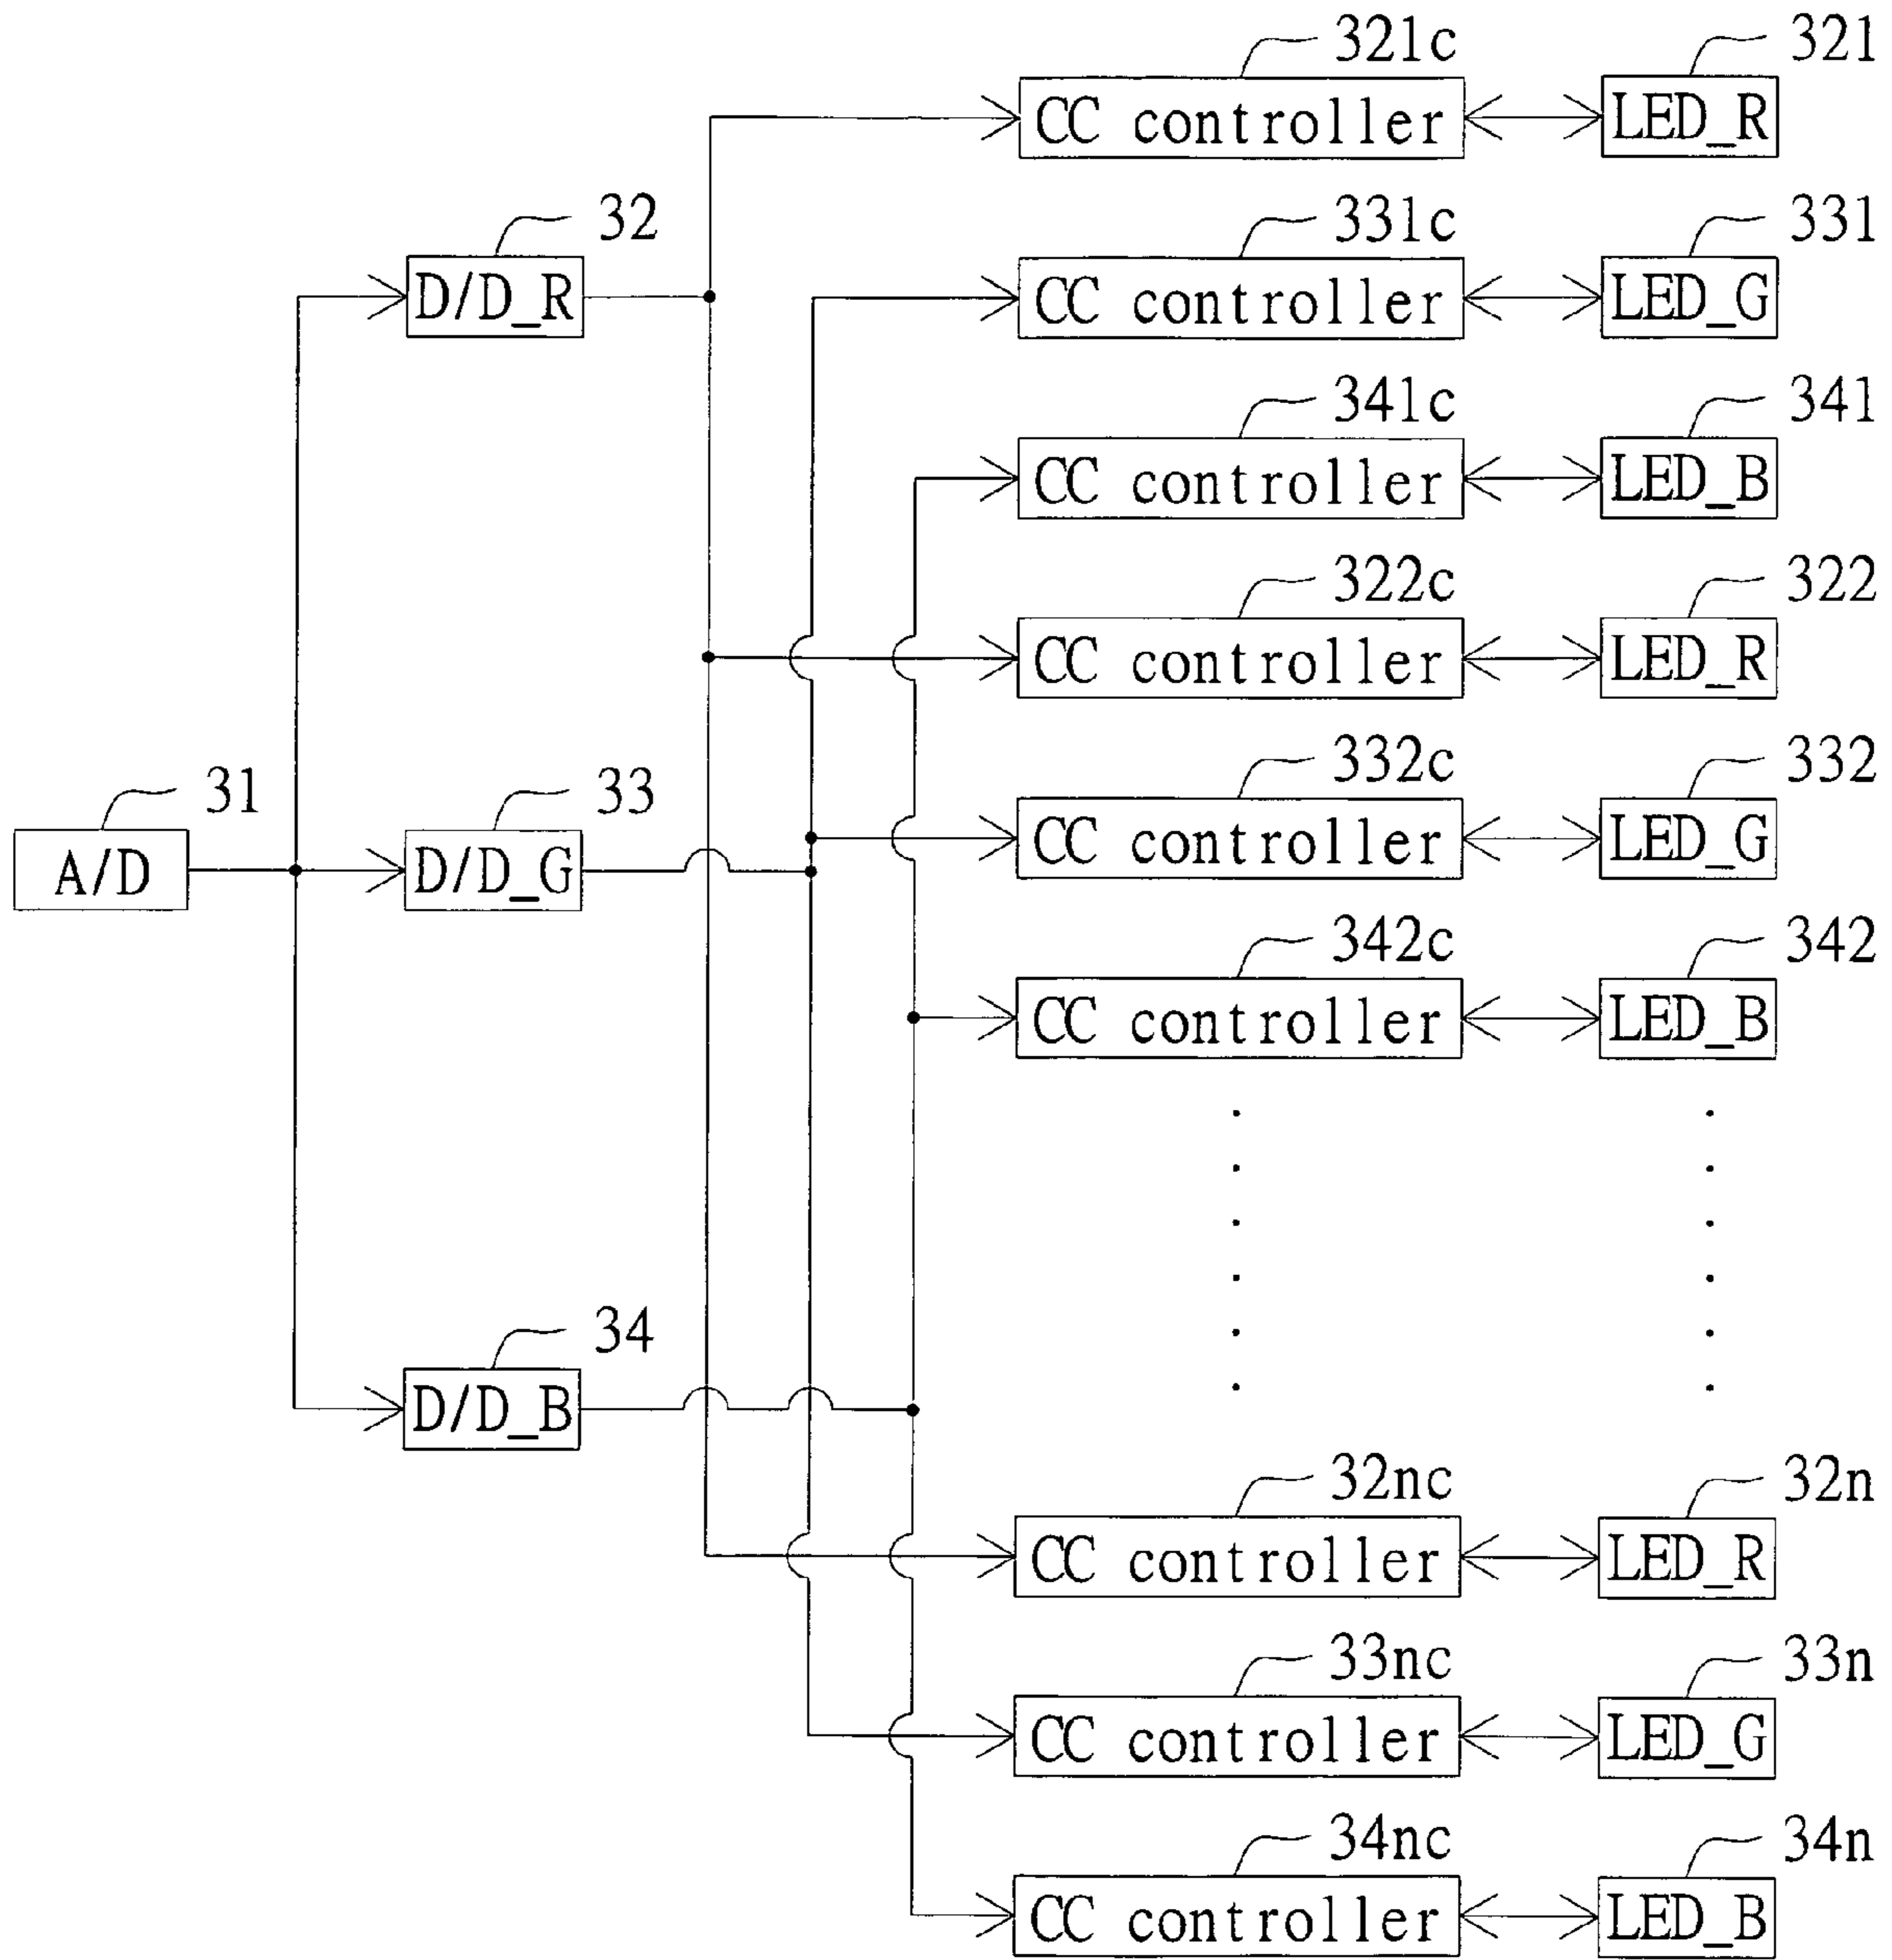 321c
321
CC controller
LED_R
32
331c
331
D/D_R
CC controller
LED_G
341c
341
CC controller
LED_B
322c
322
CC controller
LED_R
31
33
332c
332
A/D
D/D_G
CC controller
LED_G
342c
342
CC controller
LED_B
34
D/D_B
32nc
32n
CC controller
LED_R
33nc
33n
CC controller
LED_G
34nc
34n
CC controller
LED_B